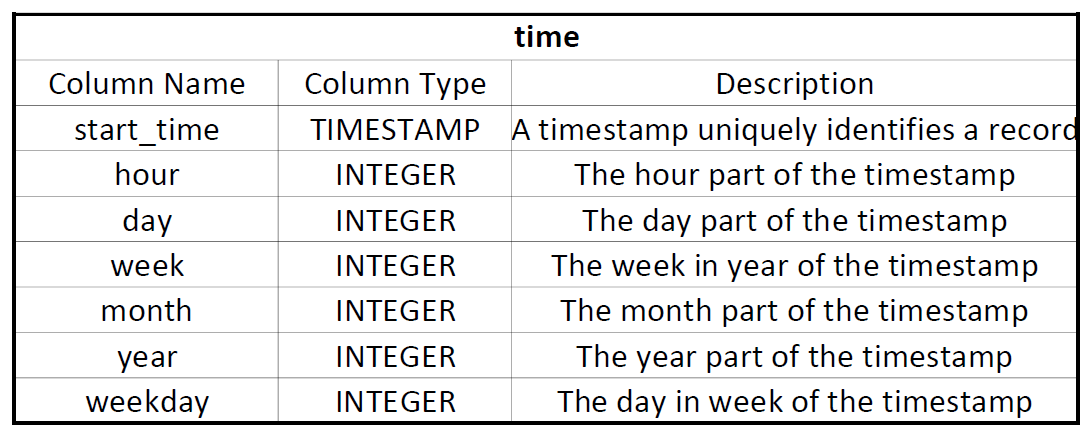 time
Column Name Column Type Description
start_time TIMESTAMP A timestamp uniquely identifies a record
hour INTEGER The hour part of the timestamp
day INTEGER The day part of the timestamp
week INTEGER The week in year of the timestamp
month INTEGER The month part of the timestamp
year INTEGER The year part of the timestamp
weekday INTEGER The day in week of the timestamp